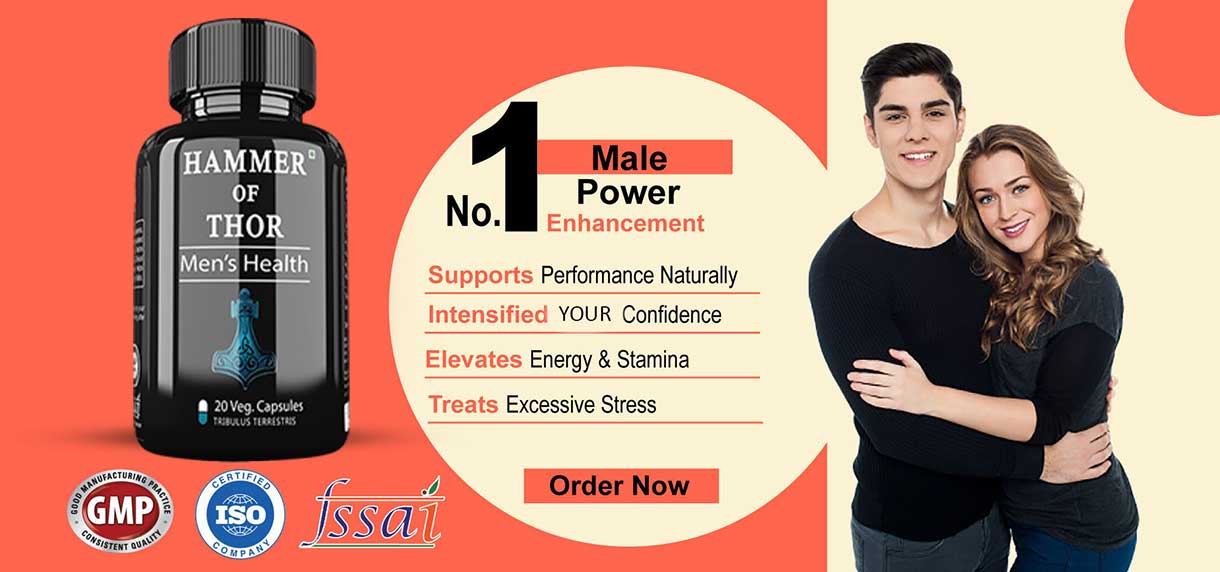 HAMMER
OF
THOR
Men's Health
20 Veg. Capsules
TRIBULUS TERRESTRIS
GOOD MANUFACTURING PRACTICE
GMP
CONSISTENT QUALITY
CERTIFIED
ISO
COMPANY
fssai
No.1
Male
Power
Enhancement
Supports Performance Naturally
Intensified YOUR Confidence
Elevates Energy & Stamina
Treats Excessive Stress
Order Now